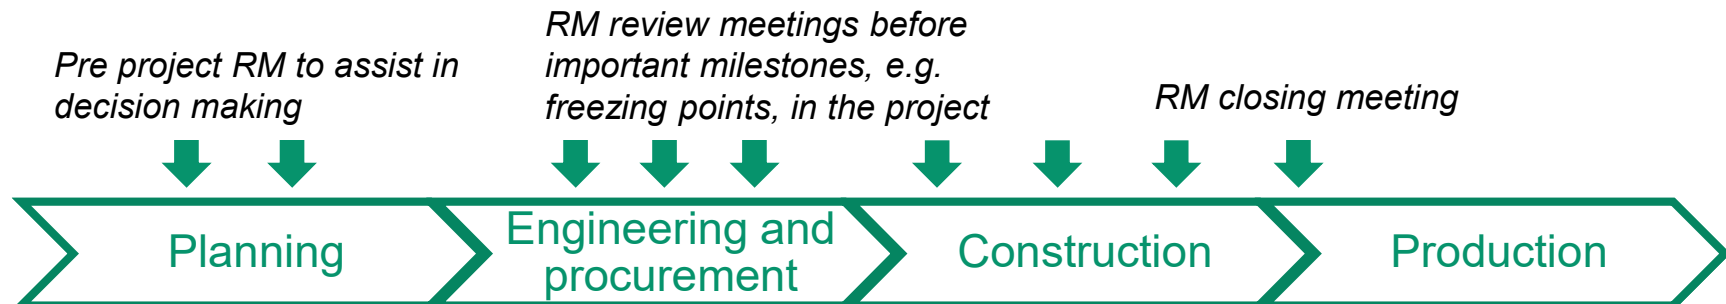 Pre project RM to assist in
decision making
RM review meetings before
important milestones, e.g.
freezing points, in the project
RM closing meeting
Planning
Engineering and
procurement
Construction
Production